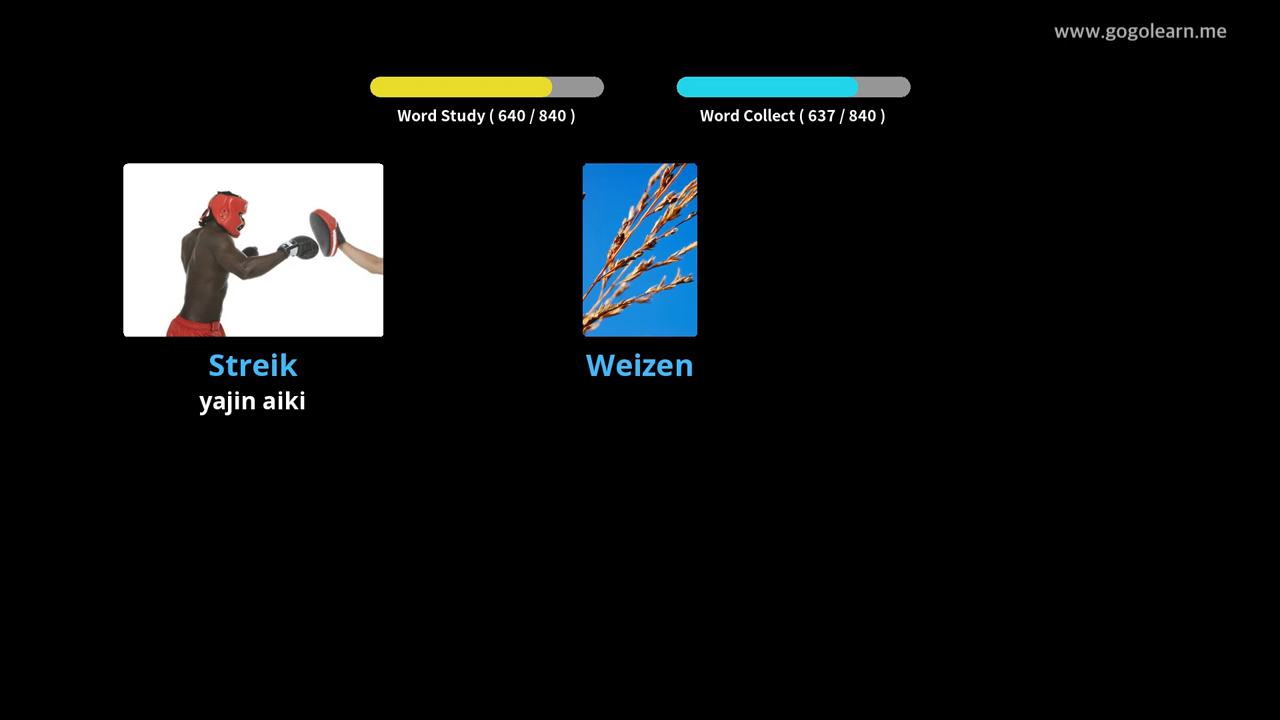 www.gogolearn.me
Word Study ( 640 / 840 )
Word Collect ( 637 / 840 )
Streik
yajin aiki
Weizen